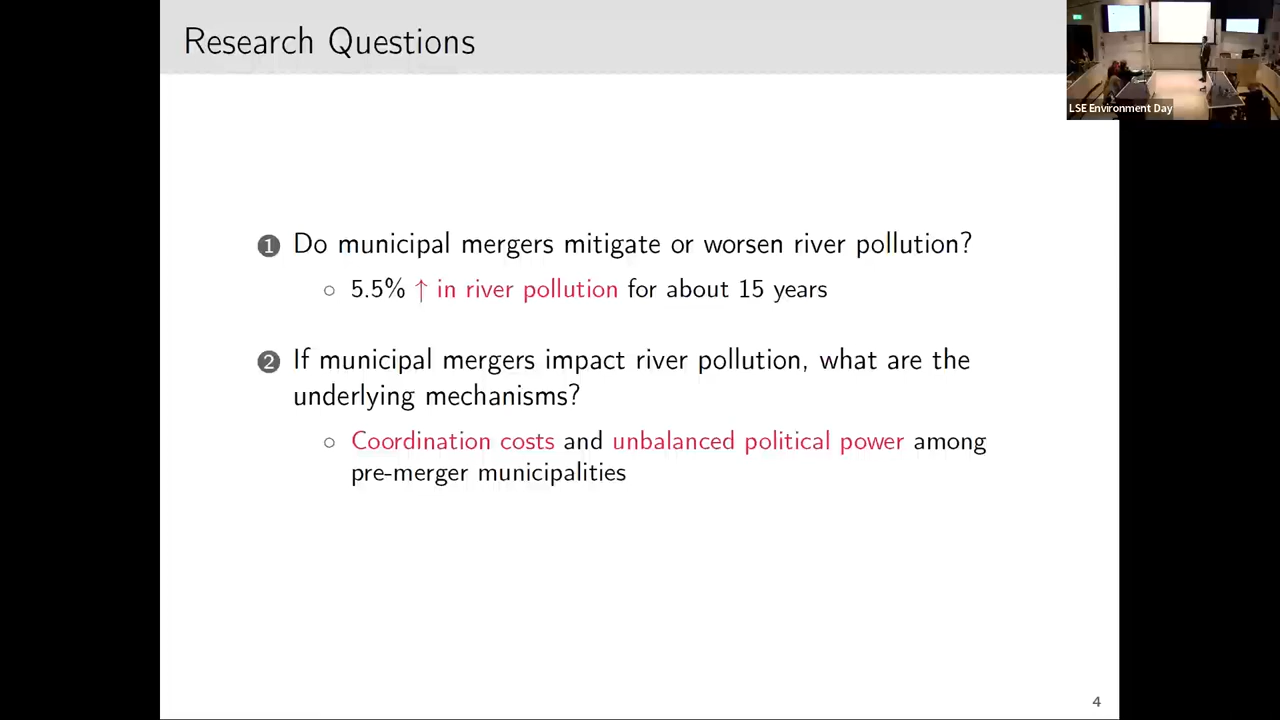 Research Questions
LSE Environment Day
1 Do municipal mergers mitigate or worsen river pollution?
○ 5.5% ↑ in river pollution for about 15 years
2 If municipal mergers impact river pollution, what are the
underlying mechanisms?
○ Coordination costs and unbalanced political power among
pre-merger municipalities
4